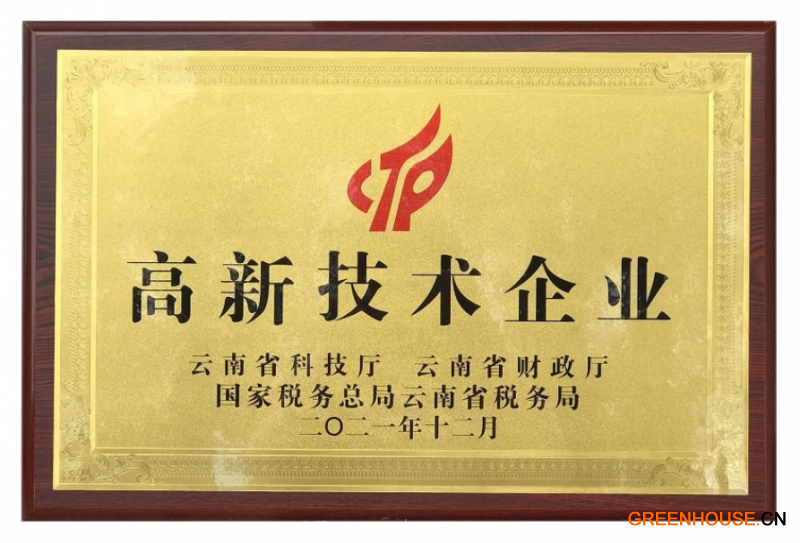 CTP
高新技术企业
云南省科技厅 云南省财政厅
国家税务总局云南省税务局
二〇二一年十二月
GREENHOUSE.CN